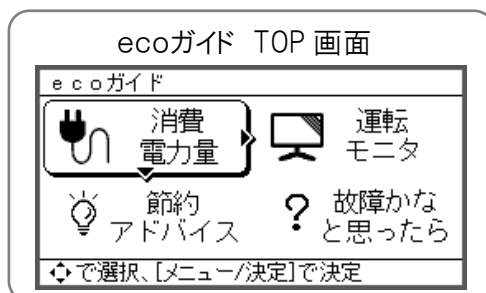 ecoガイド TOP 画面
ecoガイド
消費
電力量
運転
モニタ
節約
アドバイス
?
故障かな
と思ったら
で選択、[メニュー/決定]で決定